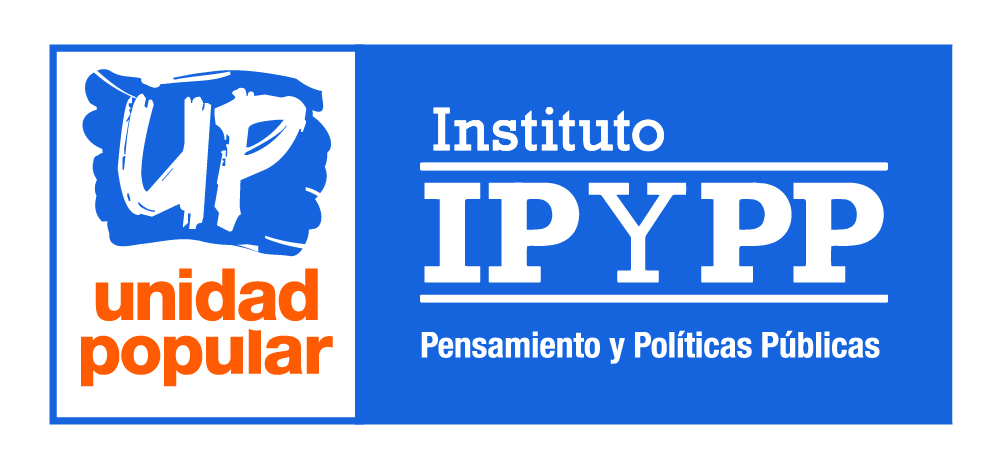 UP
unidad
popular
Instituto
IPYPP
Pensamiento y Políticas Públicas